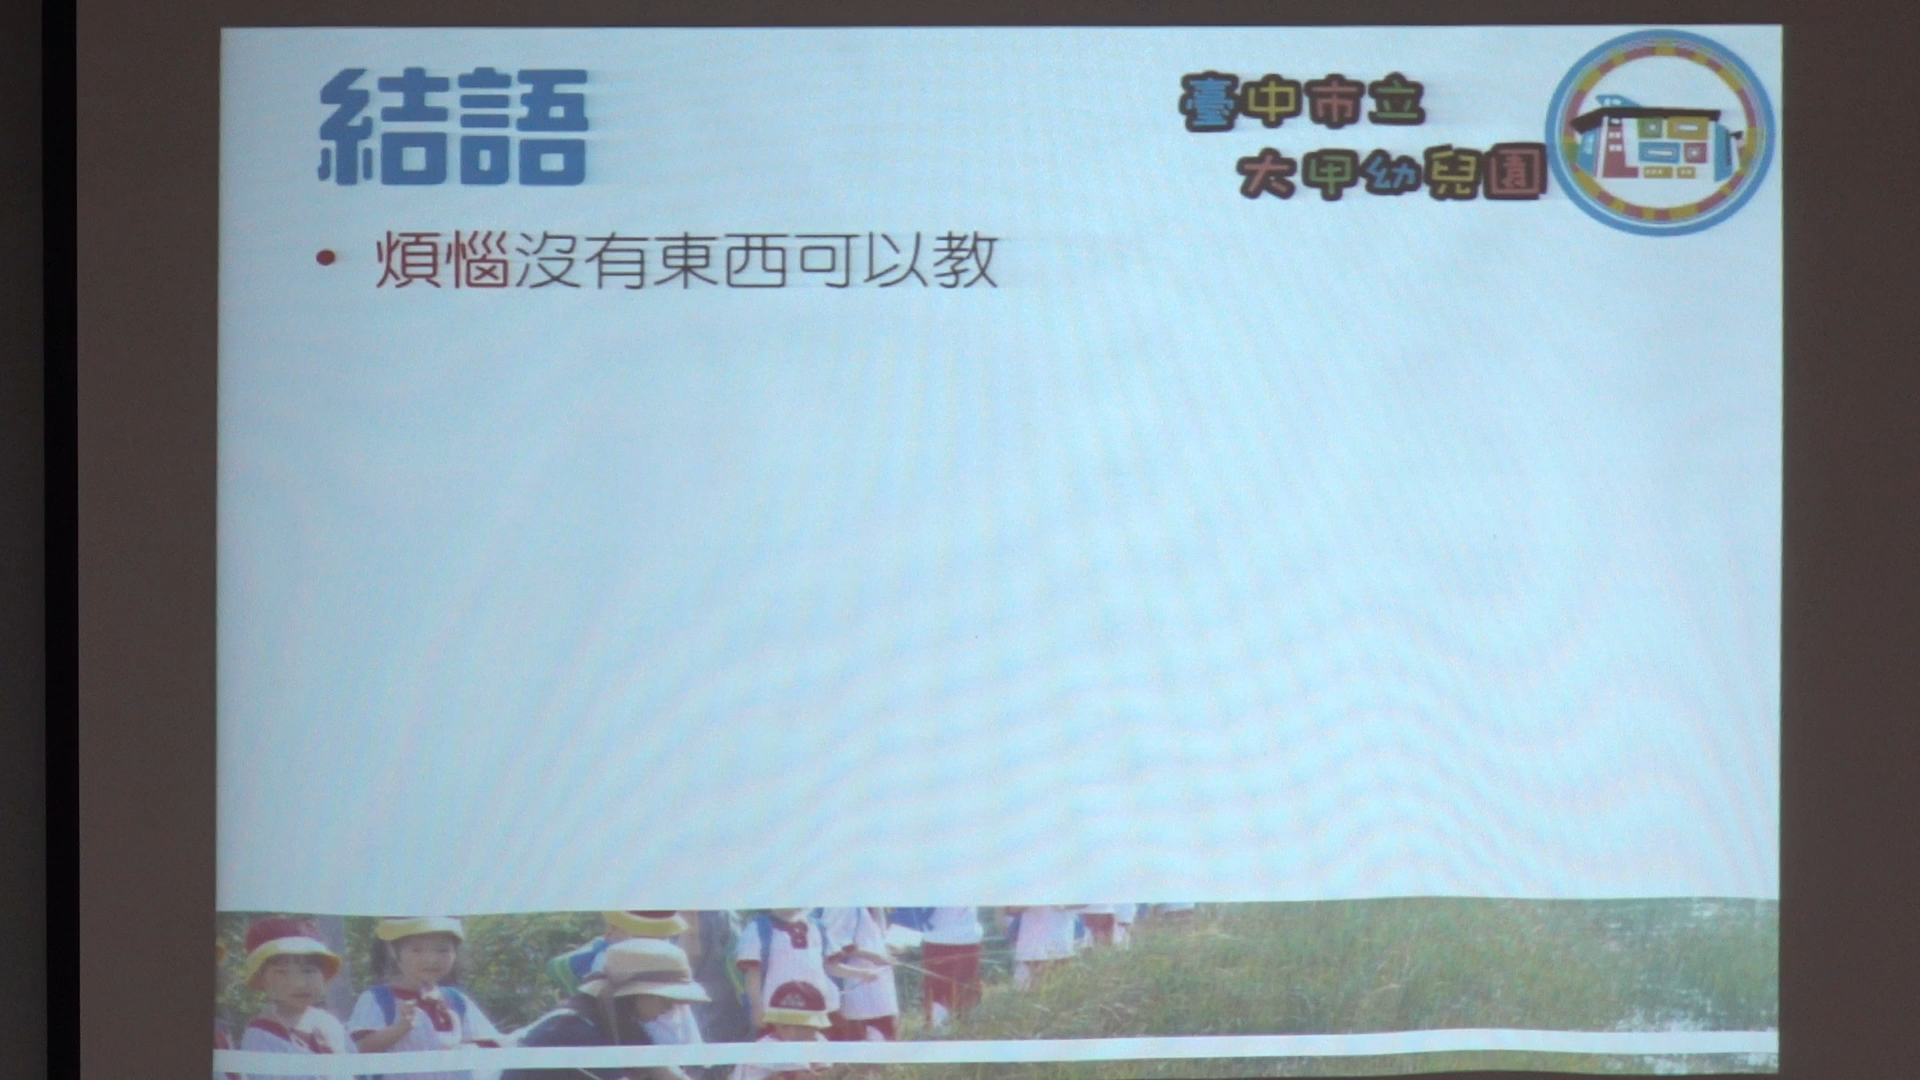 結語
臺中市立
大甲幼兒園
• 煩惱沒有東西可以教